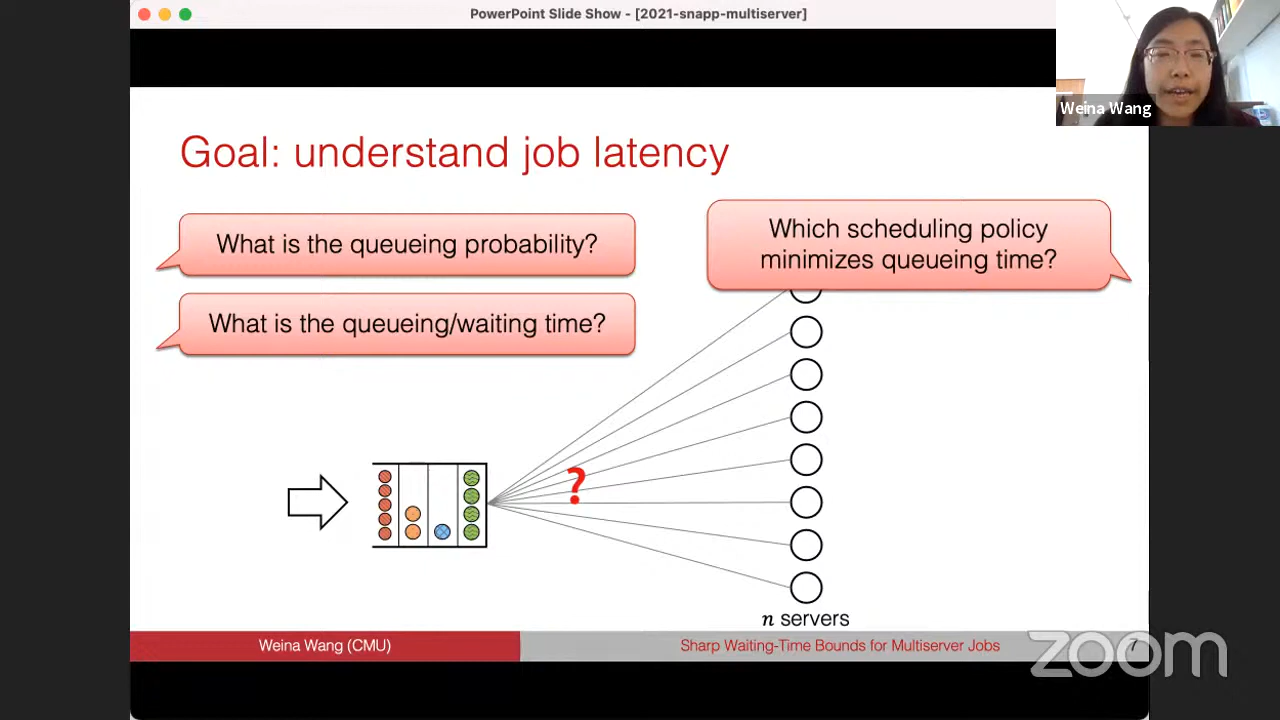 PowerPoint Slide Show - [2021-snapp-multiserver]
Weina Wang
Goal: understand job latency
What is the queueing probability?
Which scheduling policy
minimizes queueing time?
What is the queueing/waiting time?
?
n servers
Weina Wang (CMU)
Sharp Waiting-Time Bounds for Multiserver Jobs
7
zoom